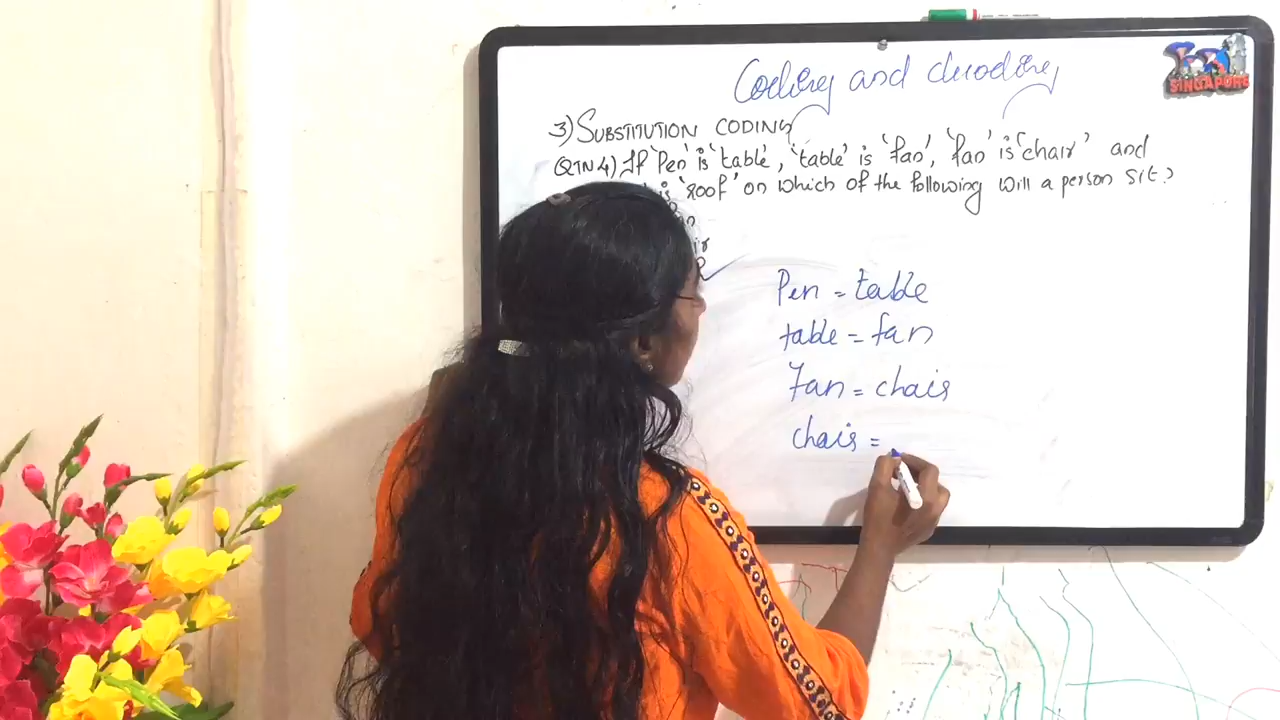 Coding and decoding
SINGAPORE
3) SUBSTITUTION CODING
QTN 4) If 'Pen' is 'table', 'table' is 'fan', 'fan' is 'chair' and
is 'roof' on which of the following will a person sit?
Pen = table
table = fan
Fan = chair
chair =